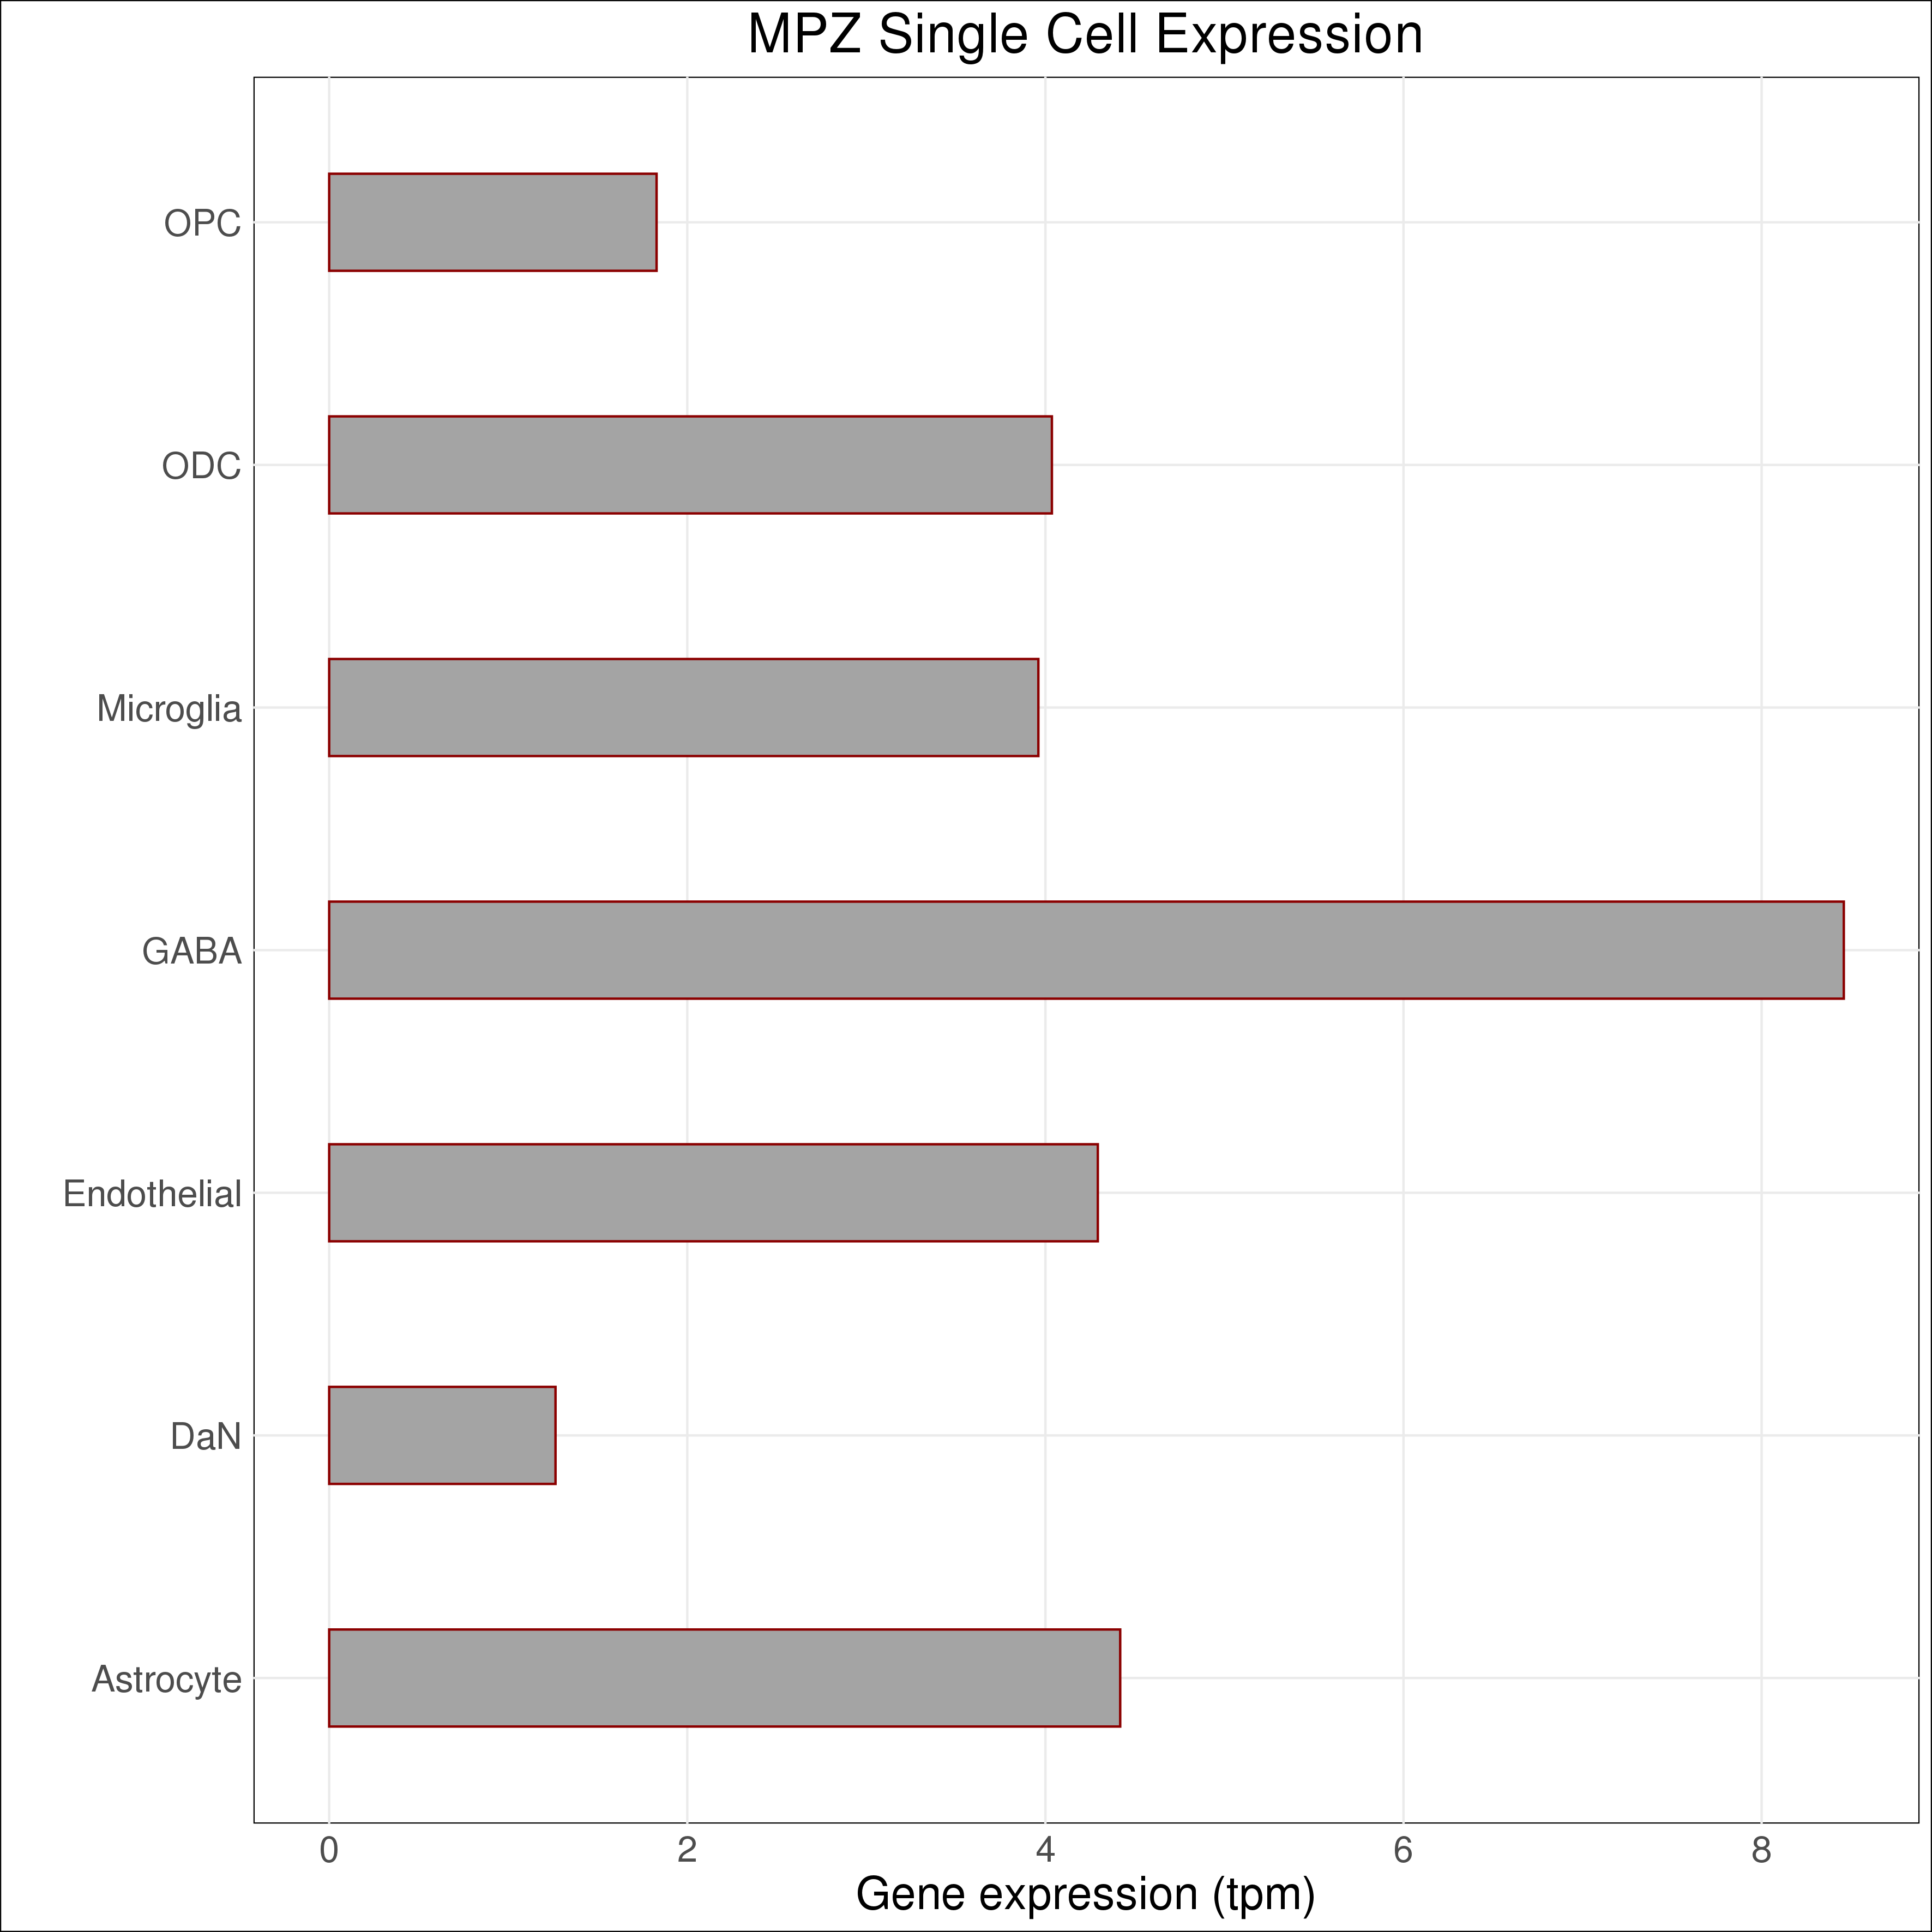 MPZ Single Cell Expression
OPC
ODC
Microglia
GABA
Endothelial
DaN
Astrocyte
0 2 4 6 8
Gene expression (tpm)